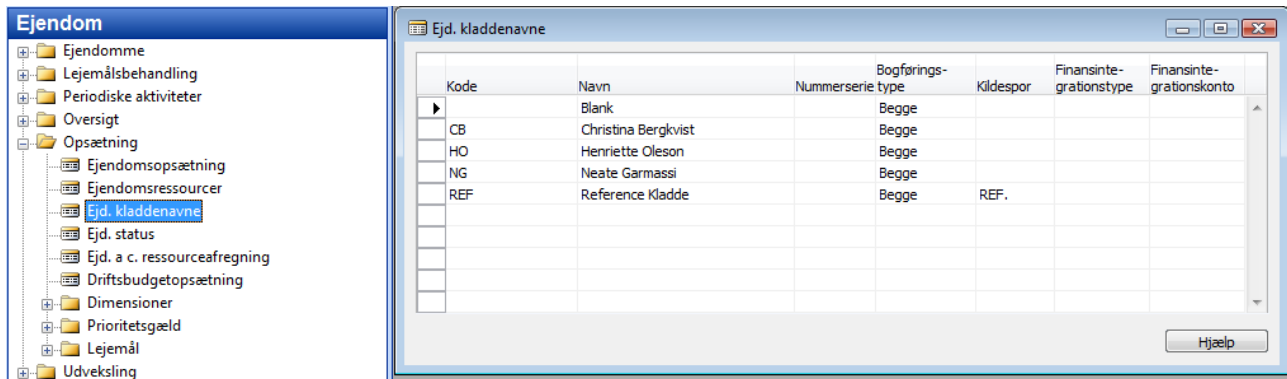 Ejendom
Ejendomme
Lejemålsbehandling
Periodiske aktiviteter
Oversigt
Opsætning
Ejendomsopsætning
Ejendomsressourcer
Ejd. kladdenavne
Ejd. status
Ejd. a c. ressourceafregning
Driftsbudgetopsætning
Dimensioner
Prioritetsgæld
Lejemål
Udveksling
Ejd. kladdenavne
Bogførings- Finansinte- Finansinte-
Kode Navn Nummerserie type Kildespor grationstype grationskonto
Blank Begge
CB Christina Bergkvist Begge
HO Henriette Oleson Begge
NG Neate Garmassi Begge
REF Reference Kladde Begge REF.
Hjælp